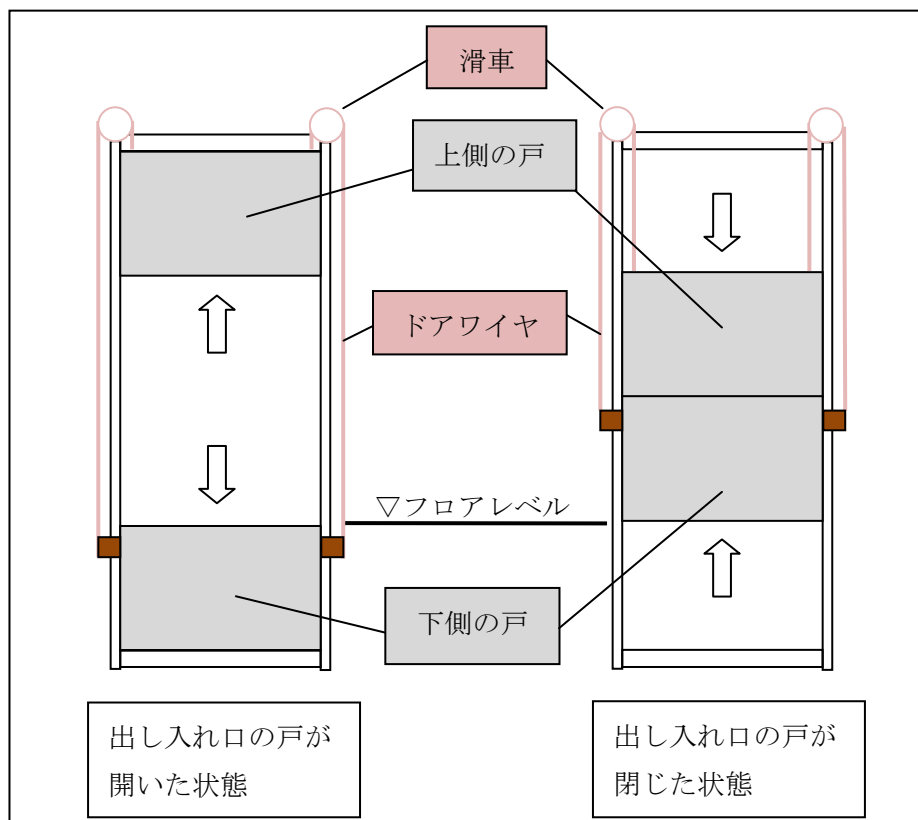 滑車
上側の戸
ドアワイヤ
▽フロアレベル
下側の戸
出し入れ口の戸が
開いた状態
出し入れ口の戸が
閉じた状態